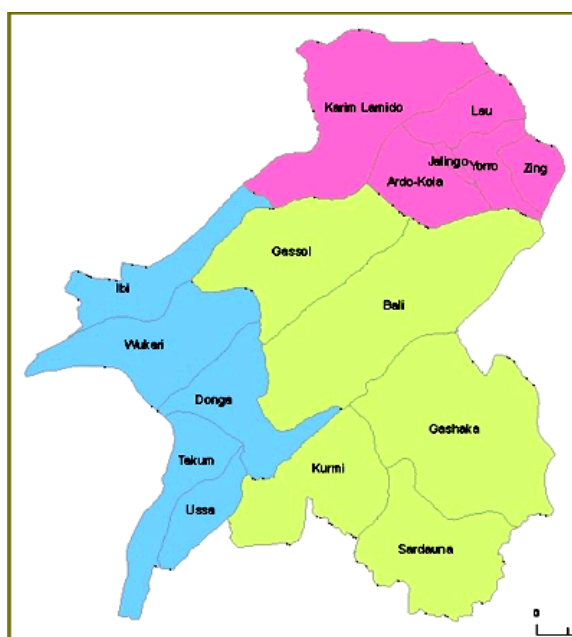 Karim Lamido
Lau
Jalingo
Yorro
Zing
Ardo-Kola
Gassol
Ibi
Bali
Wukari
Donga
Gashaka
Takum
Kurmi
Ussa
Sardauna
0